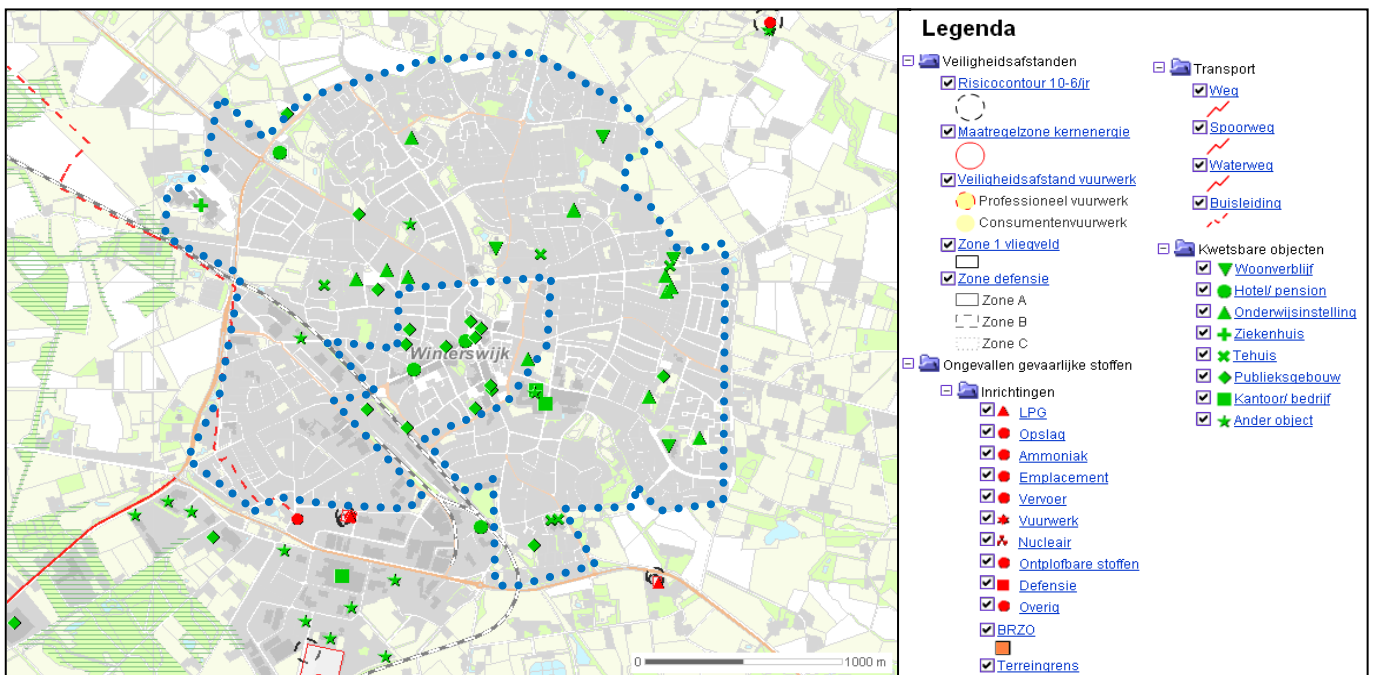 Winterswijk
0
1000 m
Legenda
Veiligheidsafstanden
Risicocontour 10-6/jr
Maatregelzone kernenergie
Veiligheidsafstand vuurwerk
Professioneel vuurwerk
Consumentenvuurwerk
Zone 1 vliegveld
Zone defensie
Zone A
Zone B
Zone C
Ongevallen gevaarlijke stoffen
Inrichtingen
LPG
Opslag
Ammoniak
Emplacement
Vervoer
Vuurwerk
Nucleair
Ontplofbare stoffen
Defensie
Overig
BRZO
Terreingrens
Transport
Weg
Spoorweg
Waterweg
Buisleiding
Kwetsbare objecten
Woonverblijf
Hotel/ pension
Onderwijsinstelling
Ziekenhuis
Tehuis
Publieksgebouw
Kantoor/ bedrijf
Ander object